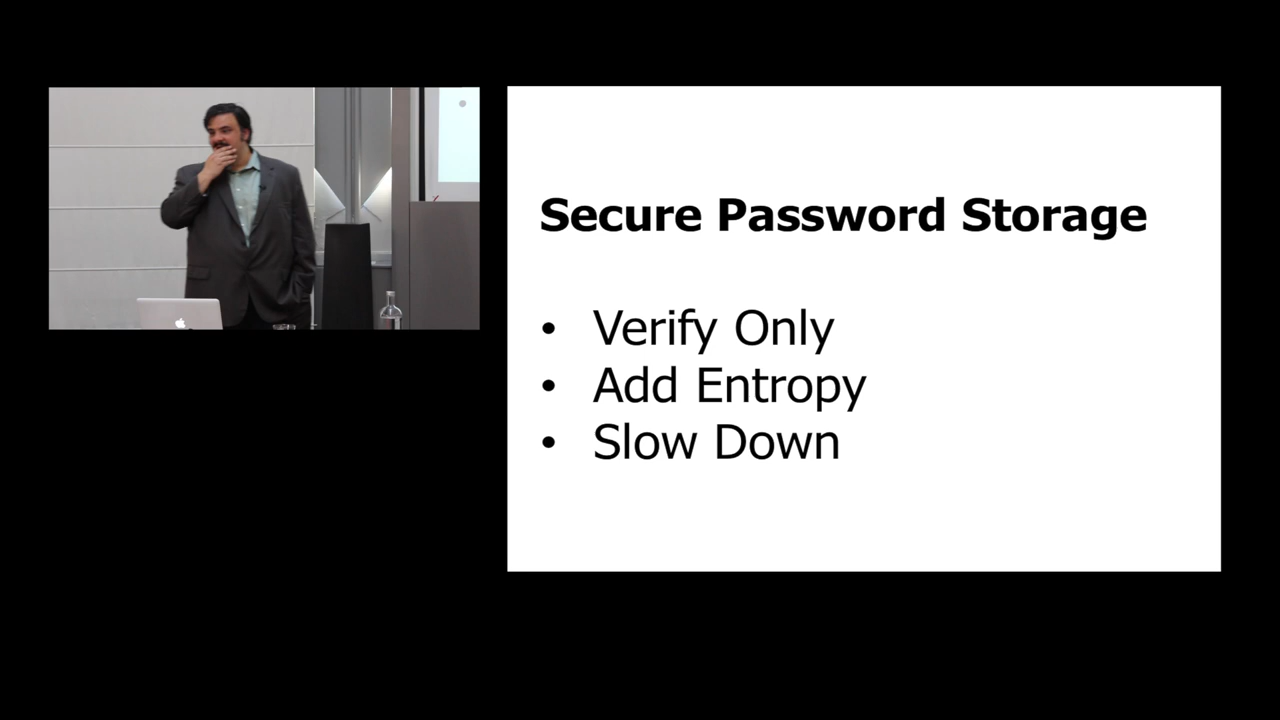 Secure Password Storage
• Verify Only
• Add Entropy
• Slow Down